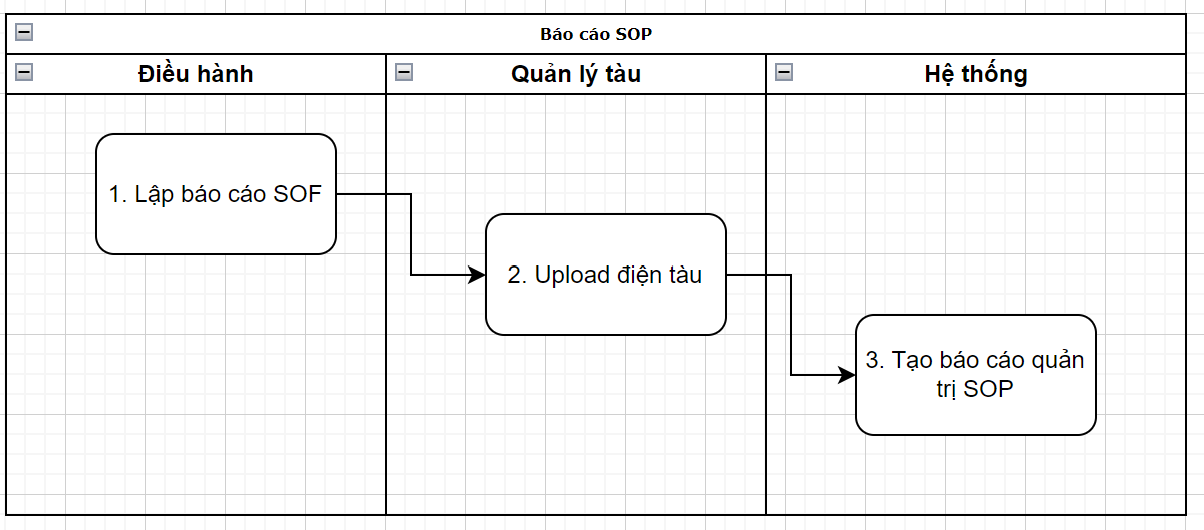 Báo cáo SOP
Điều hành
Quản lý tàu
Hệ thống
1. Lập báo cáo SOF
2. Upload điện tàu
3. Tạo báo cáo quản
trị SOP